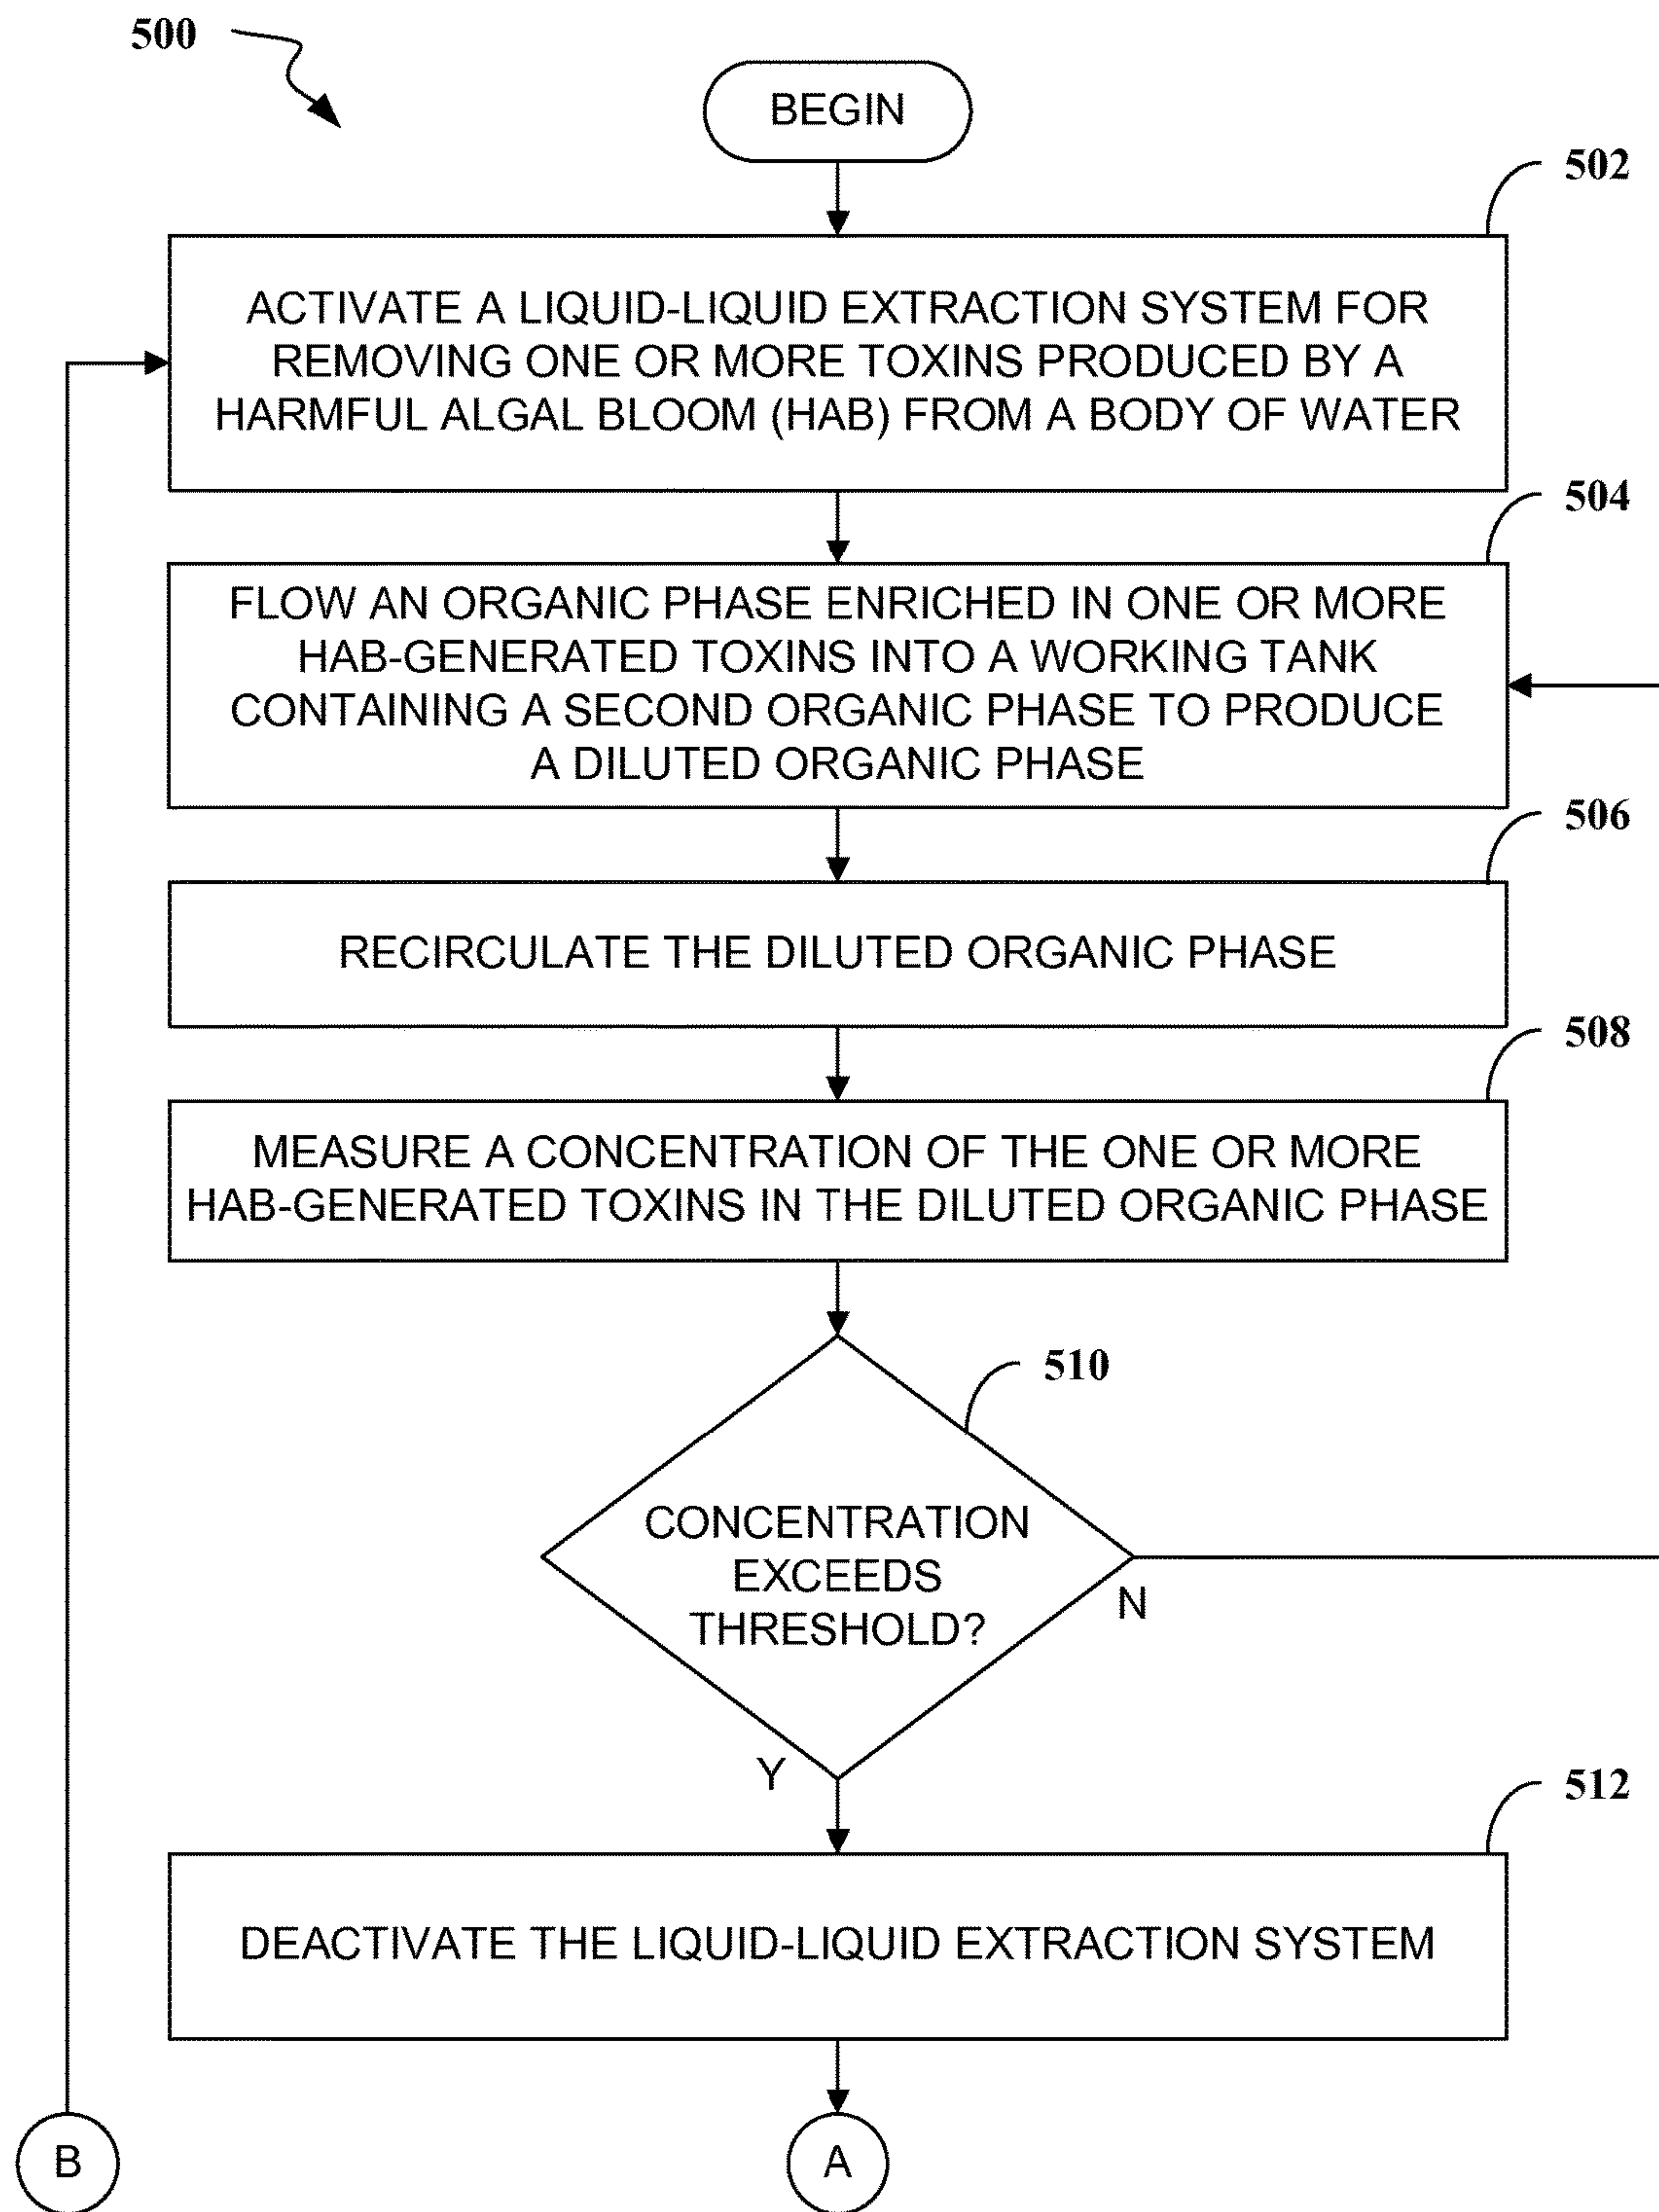 500
BEGIN
502
ACTIVATE A LIQUID-LIQUID EXTRACTION SYSTEM FOR
REMOVING ONE OR MORE TOXINS PRODUCED BY A
HARMFUL ALGAL BLOOM (HAB) FROM A BODY OF WATER
504
FLOW AN ORGANIC PHASE ENRICHED IN ONE OR MORE
HAB-GENERATED TOXINS INTO A WORKING TANK
CONTAINING A SECOND ORGANIC PHASE TO PRODUCE
A DILUTED ORGANIC PHASE
506
RECIRCULATE THE DILUTED ORGANIC PHASE
508
MEASURE A CONCENTRATION OF THE ONE OR MORE
HAB-GENERATED TOXINS IN THE DILUTED ORGANIC PHASE
510
CONCENTRATION
EXCEEDS
THRESHOLD?
N
Y
512
DEACTIVATE THE LIQUID-LIQUID EXTRACTION SYSTEM
B
A